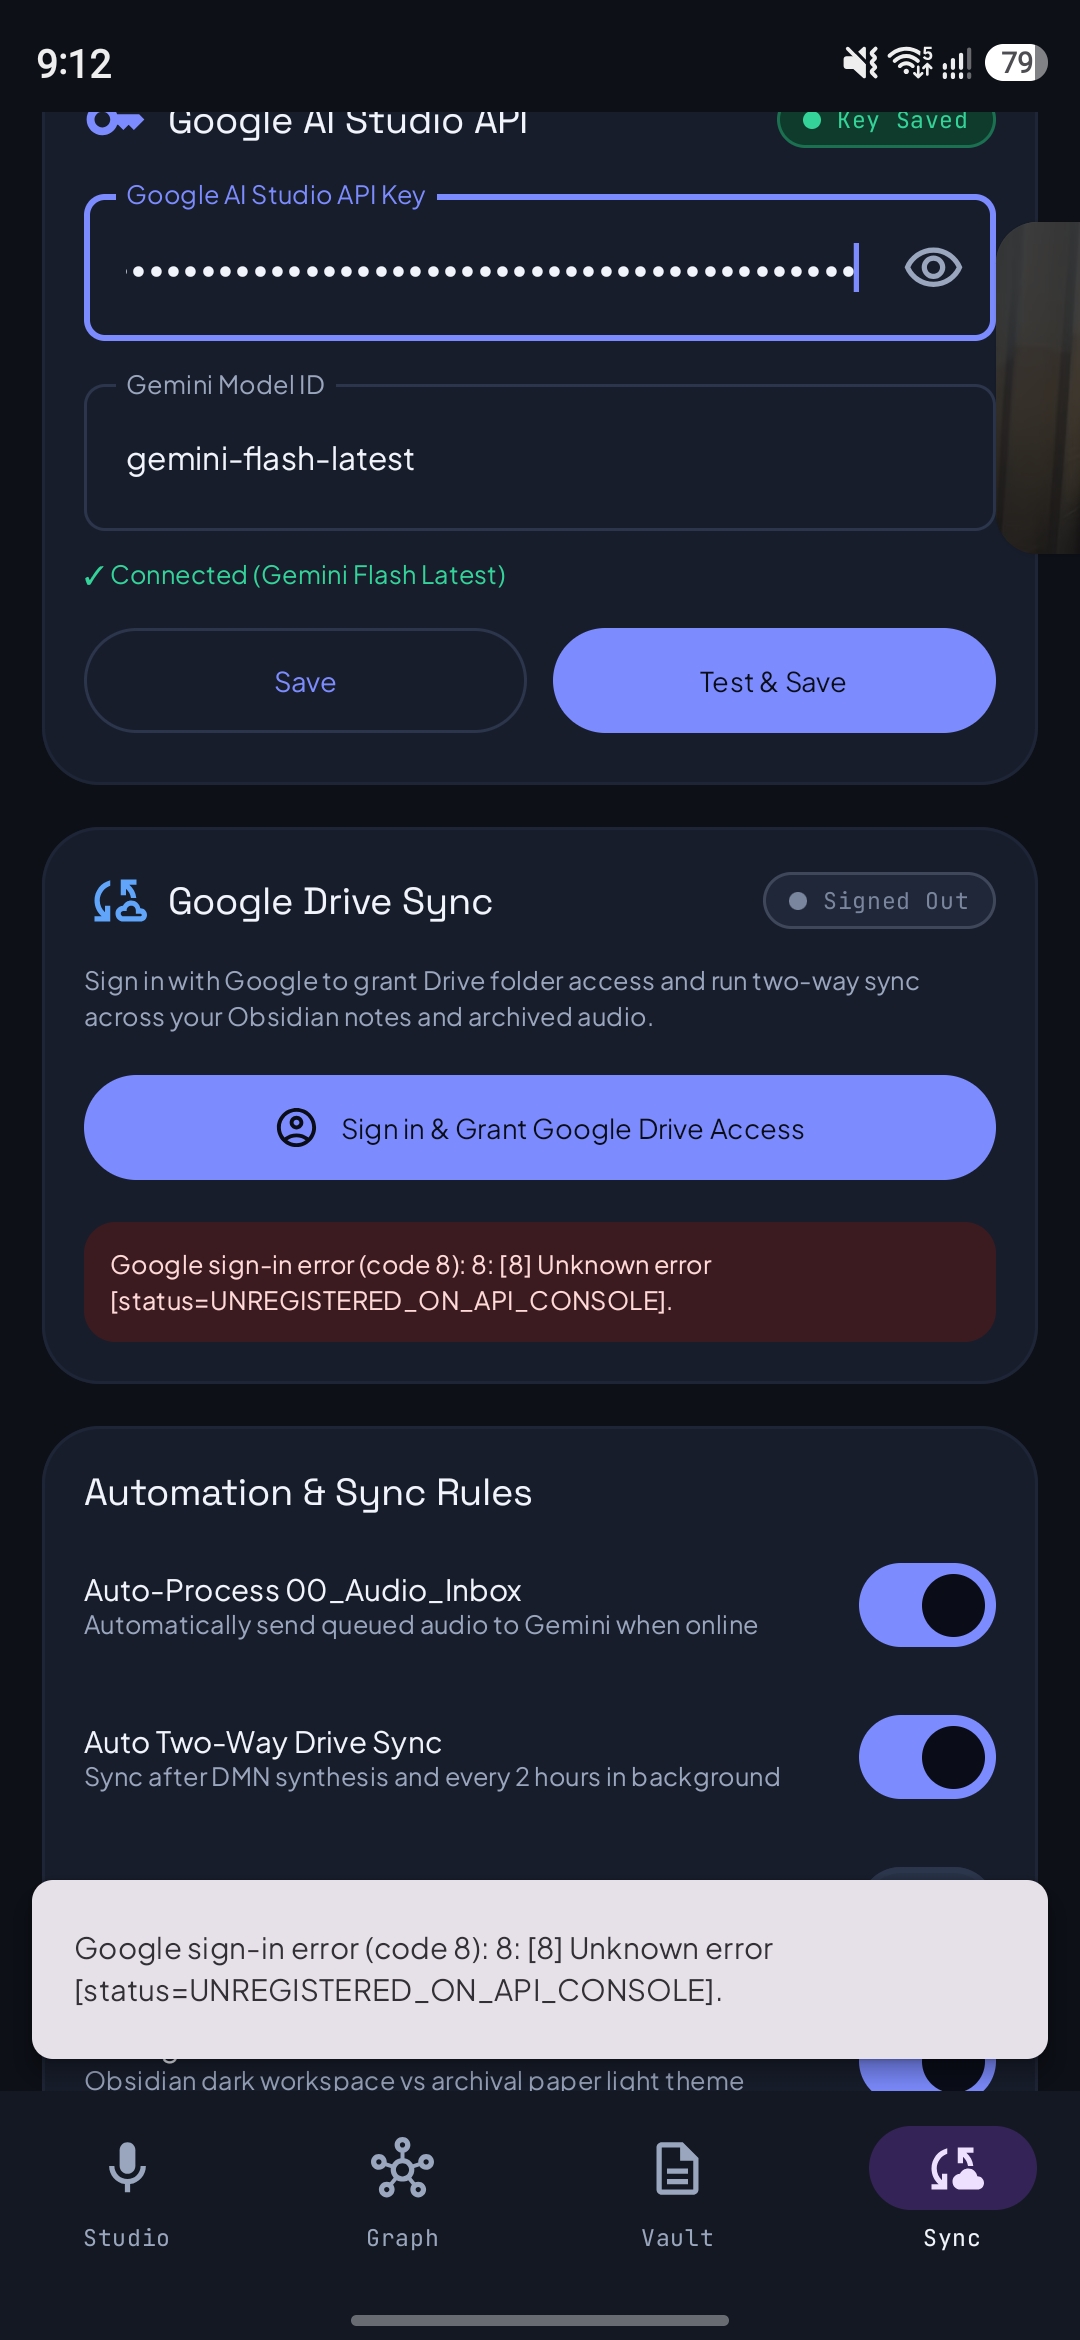 9:12
5
79
Google AI Studio API
Key Saved
Google AI Studio API Key
Gemini Model ID
gemini-flash-latest
✓ Connected (Gemini Flash Latest)
Save
Test & Save
Google Drive Sync
Signed Out
Sign in with Google to grant Drive folder access and run two-way sync
across your Obsidian notes and archived audio.
Sign in & Grant Google Drive Access
Google sign-in error (code 8): 8: [8] Unknown error
[status=UNREGISTERED_ON_API_CONSOLE].
Automation & Sync Rules
Auto-Process 00_Audio_Inbox
Automatically send queued audio to Gemini when online
Auto Two-Way Drive Sync
Sync after DMN synthesis and every 2 hours in background
Google sign-in error (code 8): 8: [8] Unknown error
[status=UNREGISTERED_ON_API_CONSOLE].
Obsidian dark workspace vs archival paper light theme
Studio
Graph
Vault
Sync